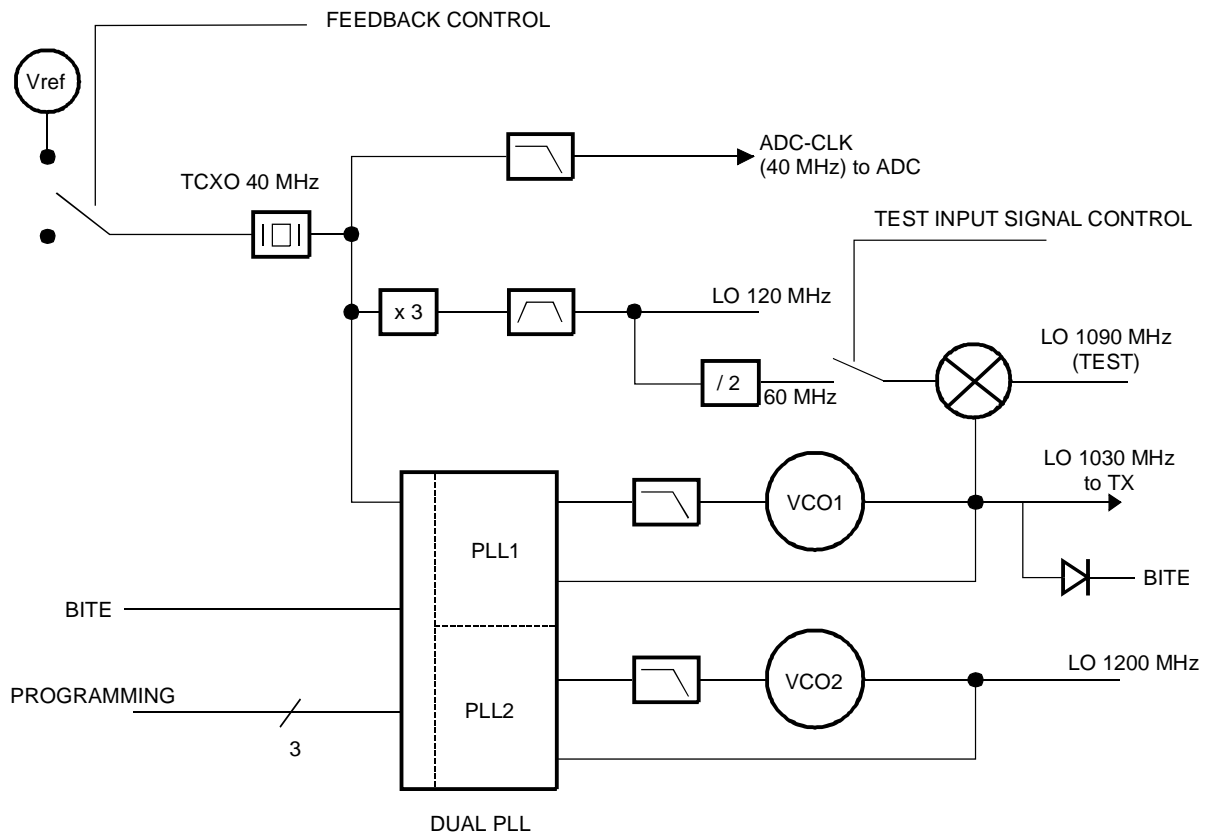 FEEDBACK CONTROL
Vref
ADC-CLK
(40 MHz) to ADC
TCXO 40 MHz
TEST INPUT SIGNAL CONTROL
x 3
LO 120 MHz
LO 1090 MHz
(TEST)
/ 2
60 MHz
LO 1030 MHz
to TX
VCO1
PLL1
BITE
BITE
LO 1200 MHz
VCO2
PROGRAMMING
PLL2
3
DUAL PLL